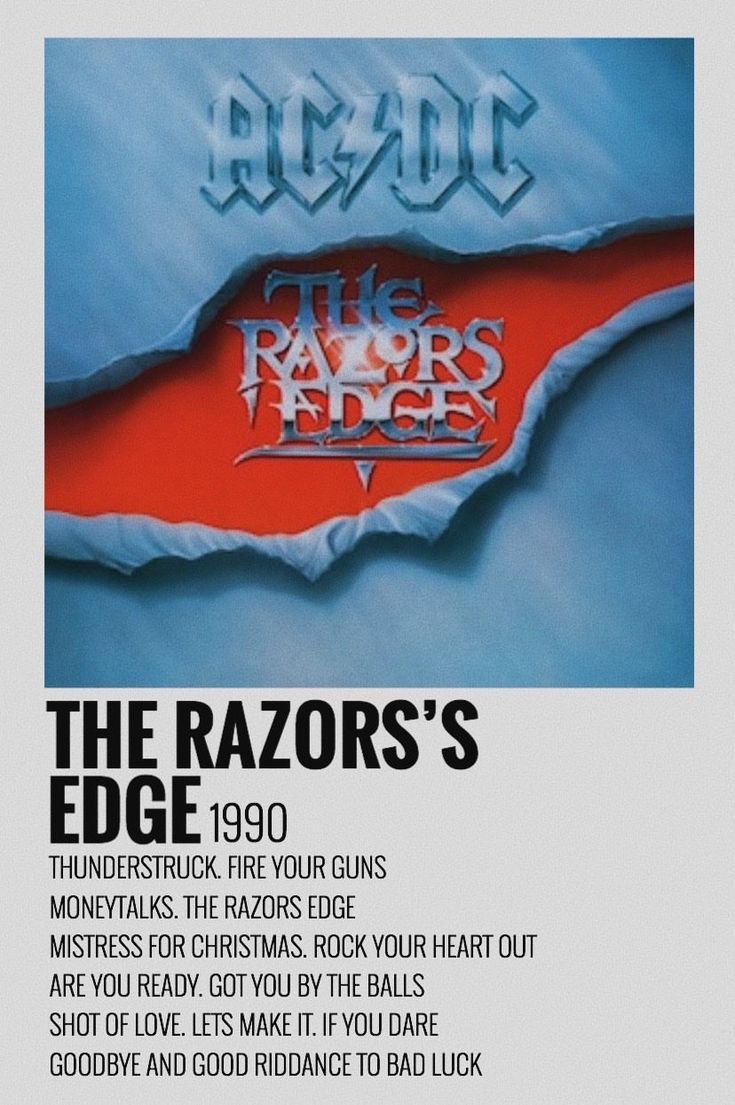 AC⚡DC
THE
RAZORS
EDGE
THE RAZORS’S
EDGE 1990
THUNDERSTRUCK. FIRE YOUR GUNS
MONEYTALKS. THE RAZORS EDGE
MISTRESS FOR CHRISTMAS. ROCK YOUR HEART OUT
ARE YOU READY. GOT YOU BY THE BALLS
SHOT OF LOVE. LETS MAKE IT. IF YOU DARE
GOODBYE AND GOOD RIDDANCE TO BAD LUCK